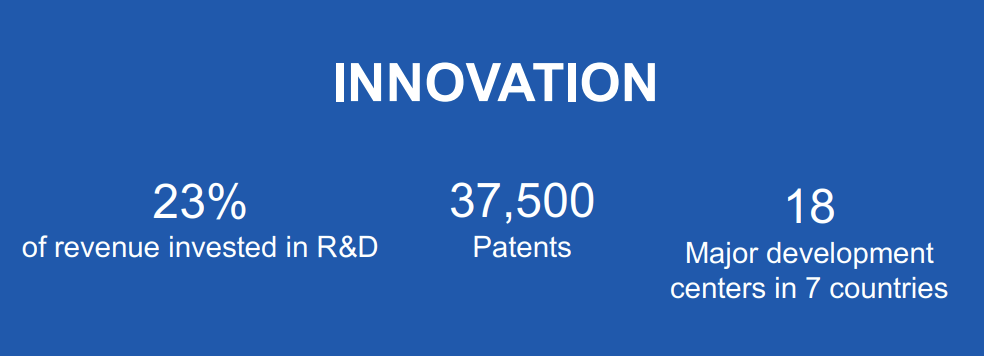 INNOVATION
23%
of revenue invested in R&D
37,500
Patents
18
Major development
centers in 7 countries